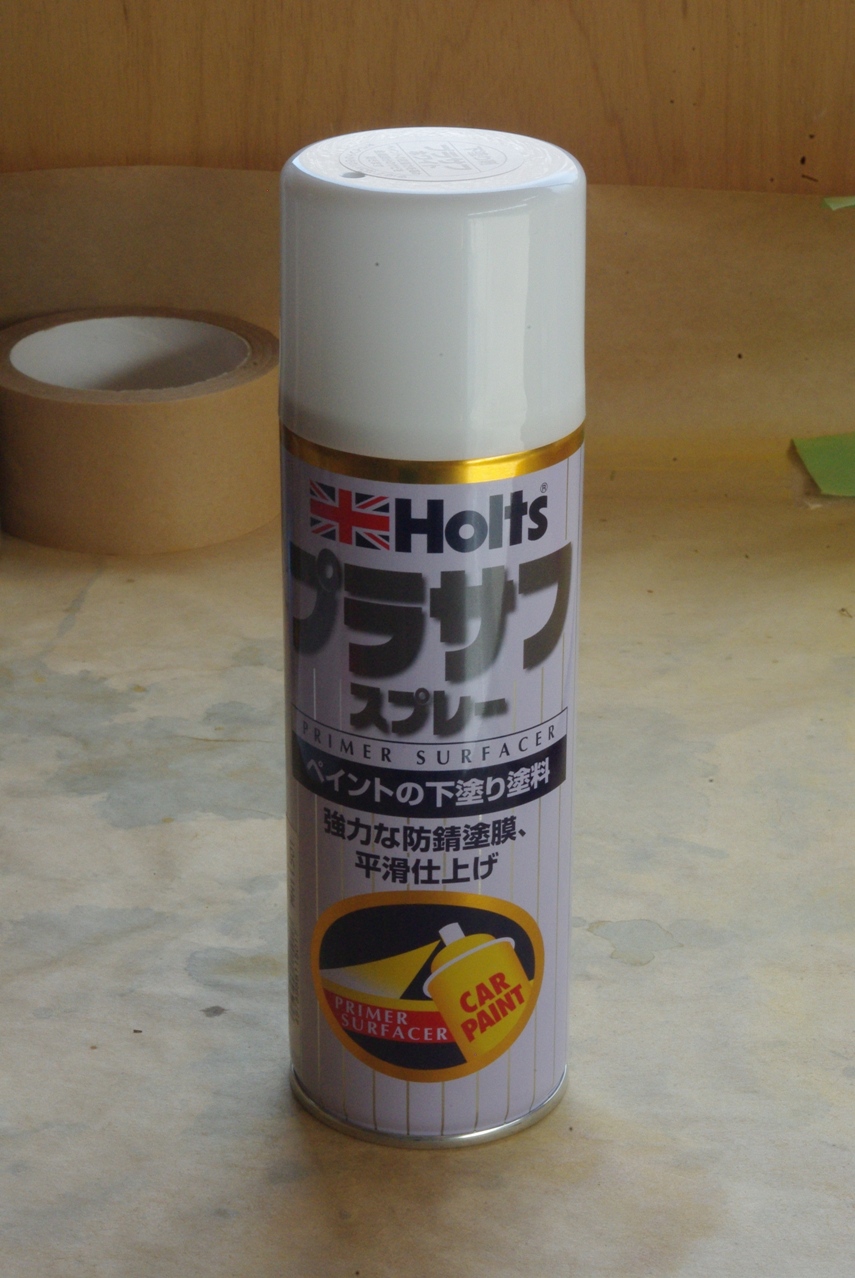 Holts®
プラサフ
スプレー
PRIMER SURFACER
ペイントの下塗り塗料
強力な防錆塗膜、
平滑仕上げ
CAR
PAINT
PRIMER
SURFACER